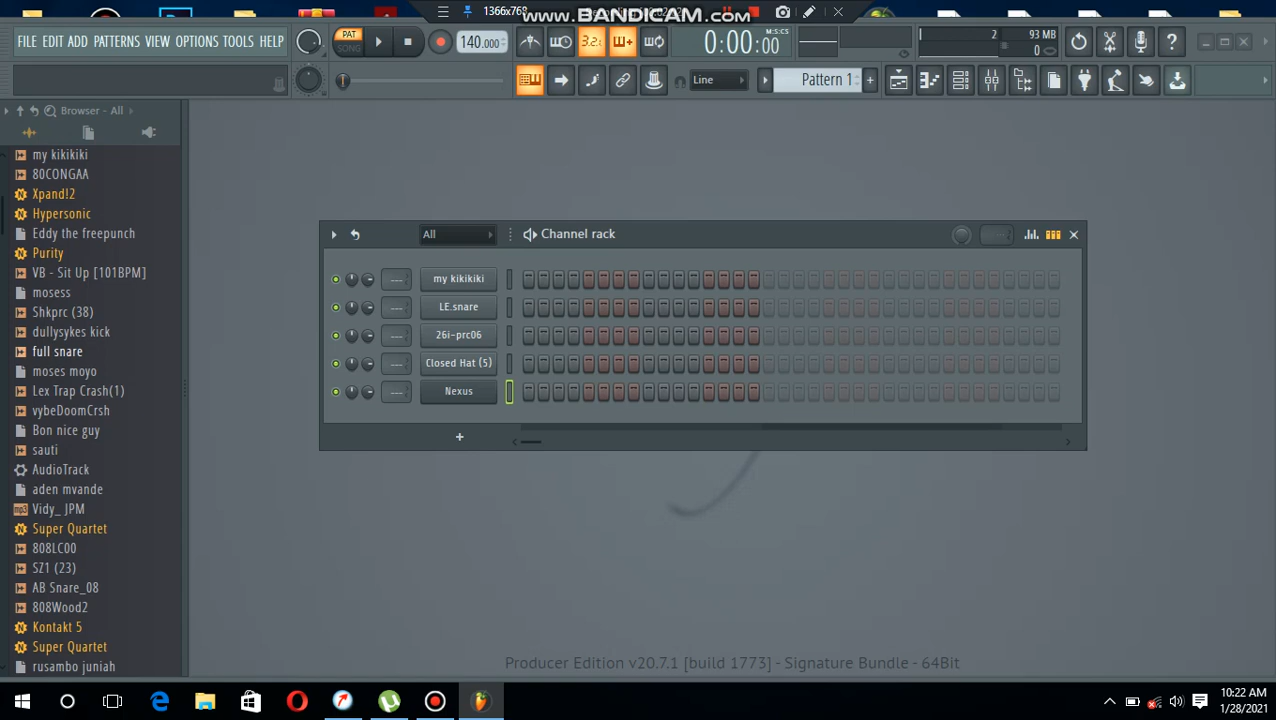 1366x768
www.BANDICAM.com
FILE EDIT ADD PATTERNS VIEW OPTIONS TOOLS HELP
PAT
SONG
140.000
3.2.
0:00:00
M:S:CS
2
93 MB
0
Line
Pattern 1
+
Browser - All
my kikikiki
80CONGAA
Xpand!2
Hypersonic
Eddy the freepunch
Purity
VB - Sit Up [101BPM]
mosess
Shkprc (38)
dullysykes kick
full snare
moses moyo
Lex Trap Crash(1)
vybeDoomCrsh
Bon nice guy
sauti
AudioTrack
aden mvande
Vidy_ JPM
Super Quartet
808LC00
SZ1 (23)
AB Snare_08
808Wood2
Kontakt 5
Super Quartet
rusambo juniah
All
Channel rack
my kikikiki
LE.snare
26i-prc06
Closed Hat (5)
Nexus
+
Producer Edition v20.7.1 [build 1773] - Signature Bundle - 64Bit
10:22 AM
1/28/2021